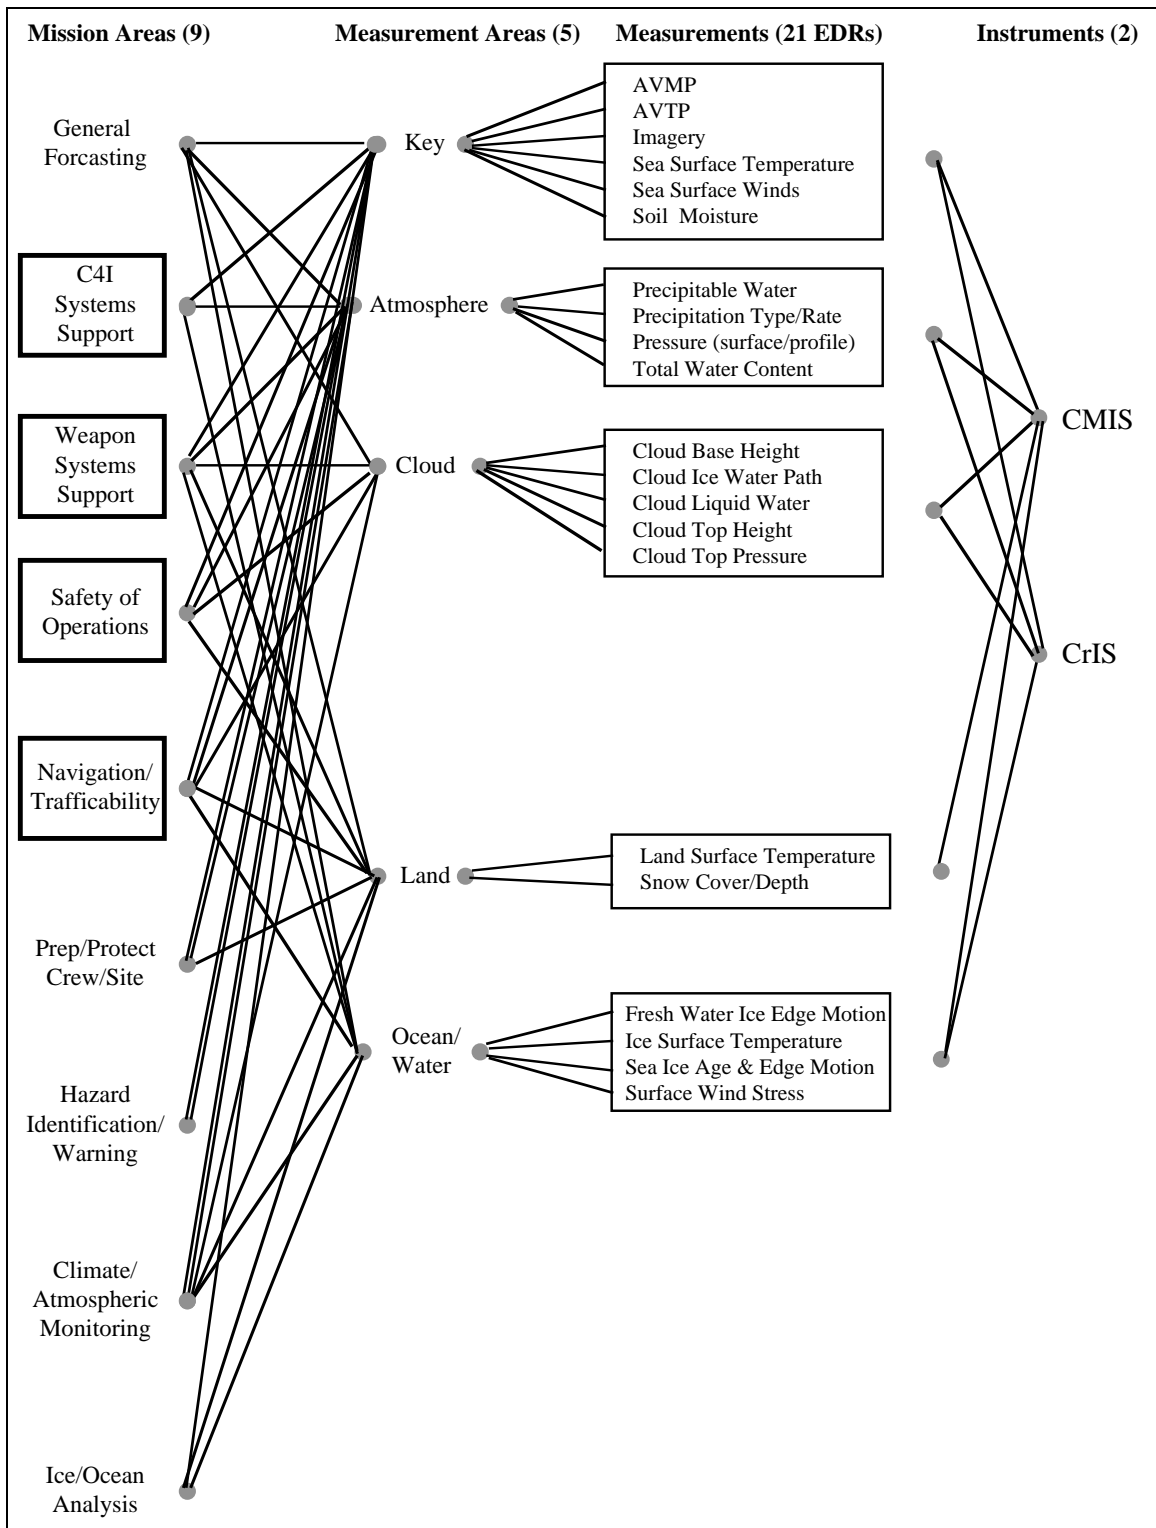 Mission Areas (9)
Measurement Areas (5)
Measurements (21 EDRs)
Instruments (2)
General
Forcasting
C4I
Systems
Support
Weapon
Systems
Support
Safety of
Operations
Navigation/
Trafficability
Prep/Protect
Crew/Site
Hazard
Identification/
Warning
Climate/
Atmospheric
Monitoring
Ice/Ocean
Analysis
Key
Atmosphere
Cloud
Land
Ocean/
Water
AVMP
AVTP
Imagery
Sea Surface Temperature
Sea Surface Winds
Soil Moisture
Precipitable Water
Precipitation Type/Rate
Pressure (surface/profile)
Total Water Content
Cloud Base Height
Cloud Ice Water Path
Cloud Liquid Water
Cloud Top Height
Cloud Top Pressure
Land Surface Temperature
Snow Cover/Depth
Fresh Water Ice Edge Motion
Ice Surface Temperature
Sea Ice Age & Edge Motion
Surface Wind Stress
CMIS
CrIS